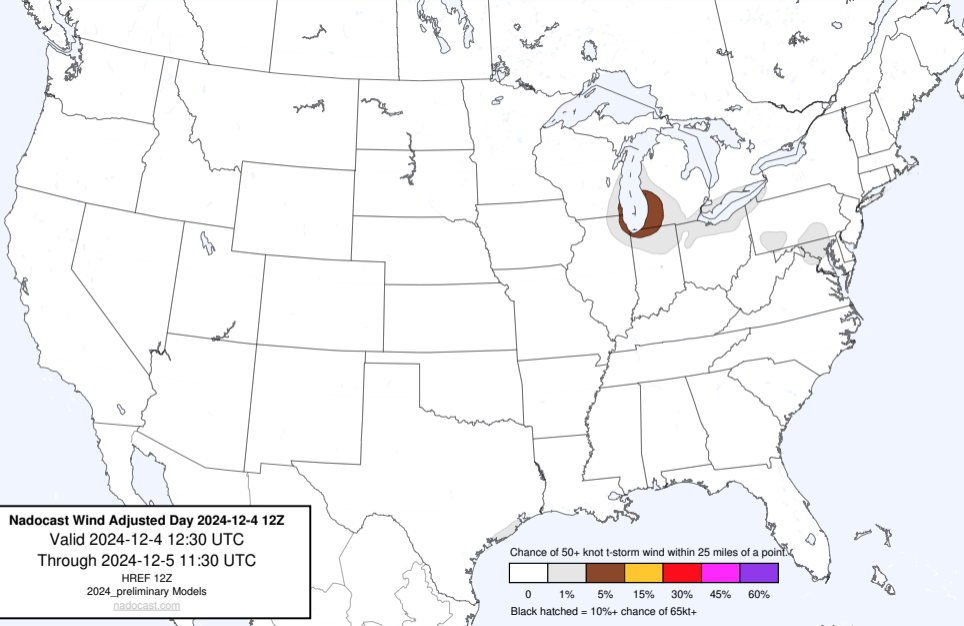 Nadocast Wind Adjusted Day 2024-12-4 12Z
Valid 2024-12-4 12:30 UTC
Through 2024-12-5 11:30 UTC
HREF 12Z
2024_preliminary Models
nadocast.com
Chance of 50+ knot t-storm wind within 25 miles of a point.
0 1% 5% 15% 30% 45% 60%
Black hatched = 10%+ chance of 65kt+